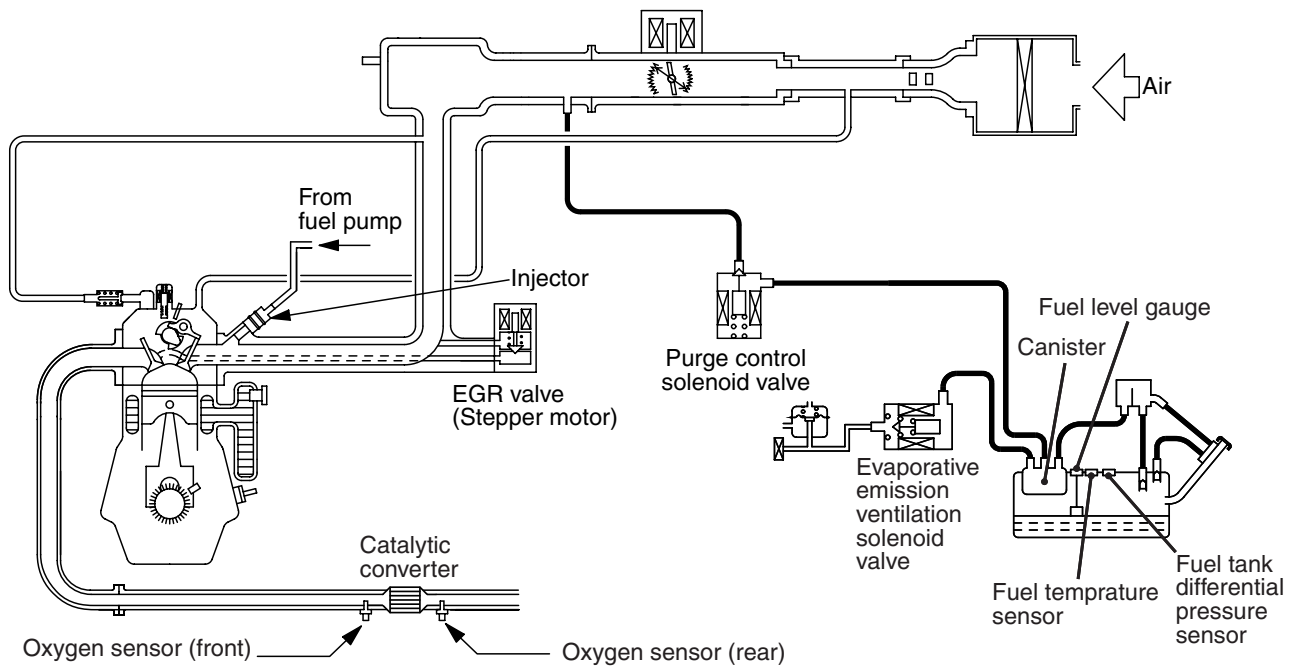 Air
From
fuel pump
Injector
Fuel level gauge
Canister
Purge control
solenoid valve
EGR valve
(Stepper motor)
Evaporative
emission
ventilation
solenoid
valve
Catalytic
converter
Fuel temprature
sensor
Fuel tank
differential
pressure
sensor
Oxygen sensor (front)
Oxygen sensor (rear)